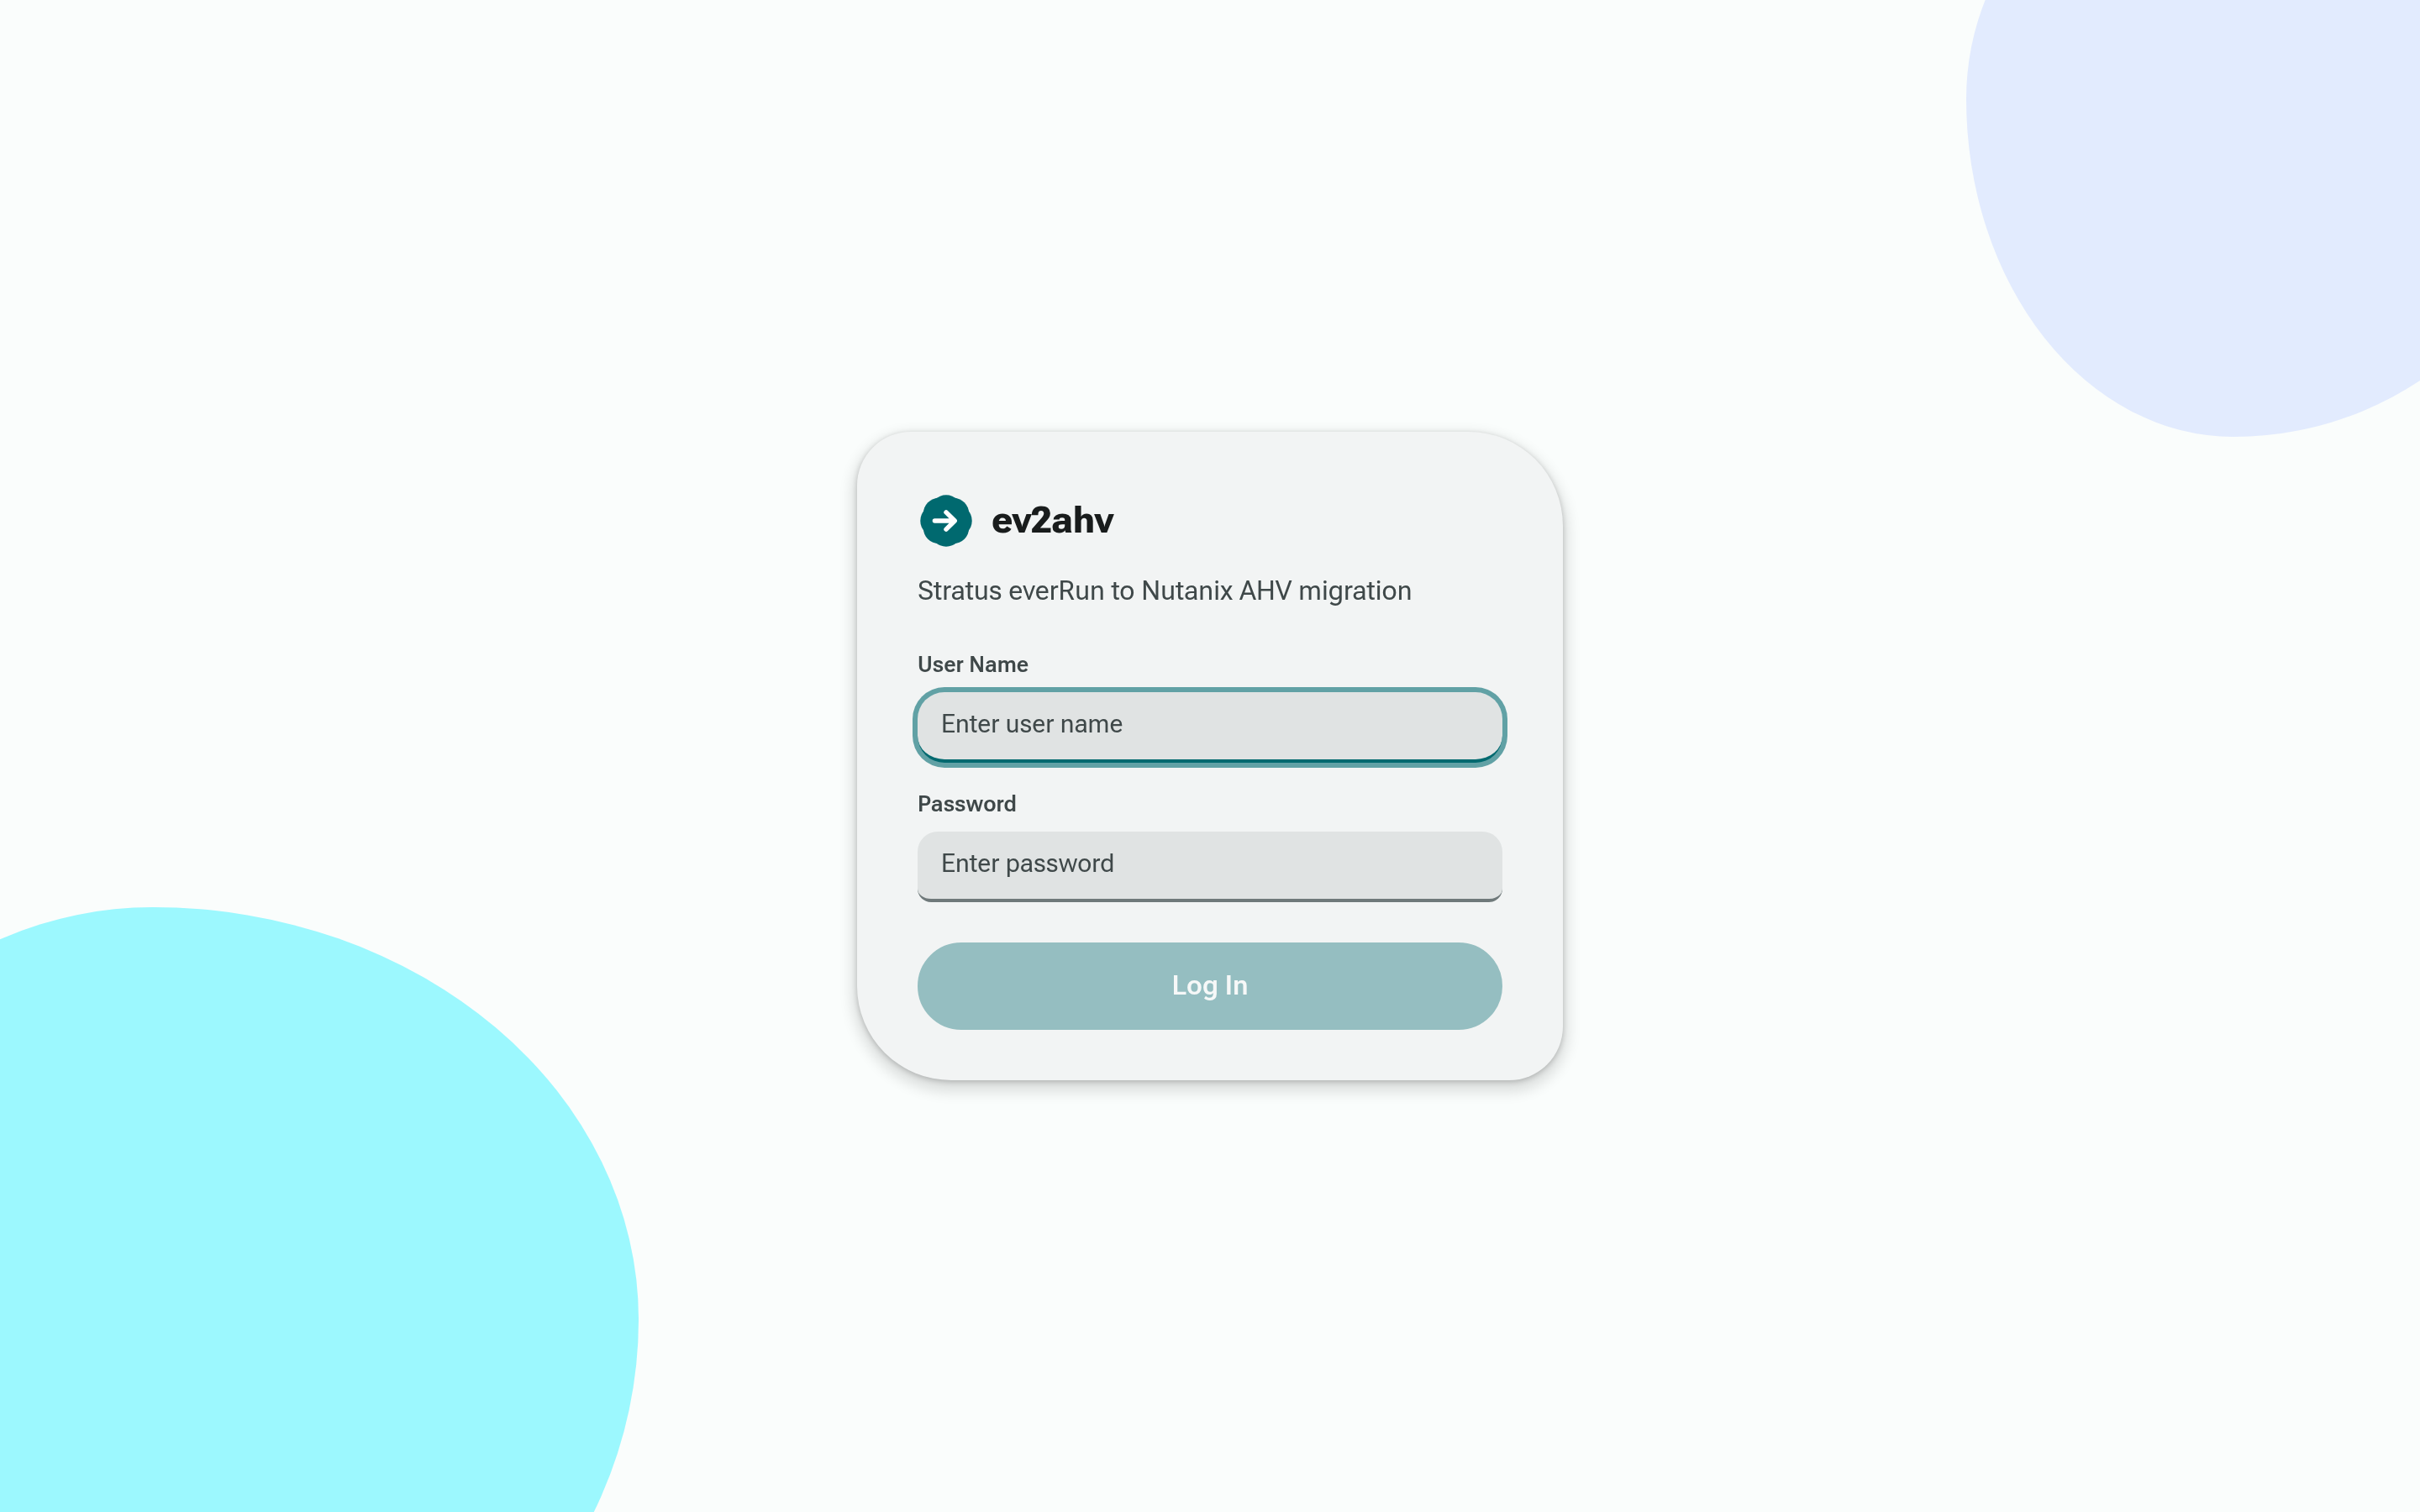 ev2ahv
Stratus everRun to Nutanix AHV migration
User Name
Enter user name
Password
Enter password
Log In